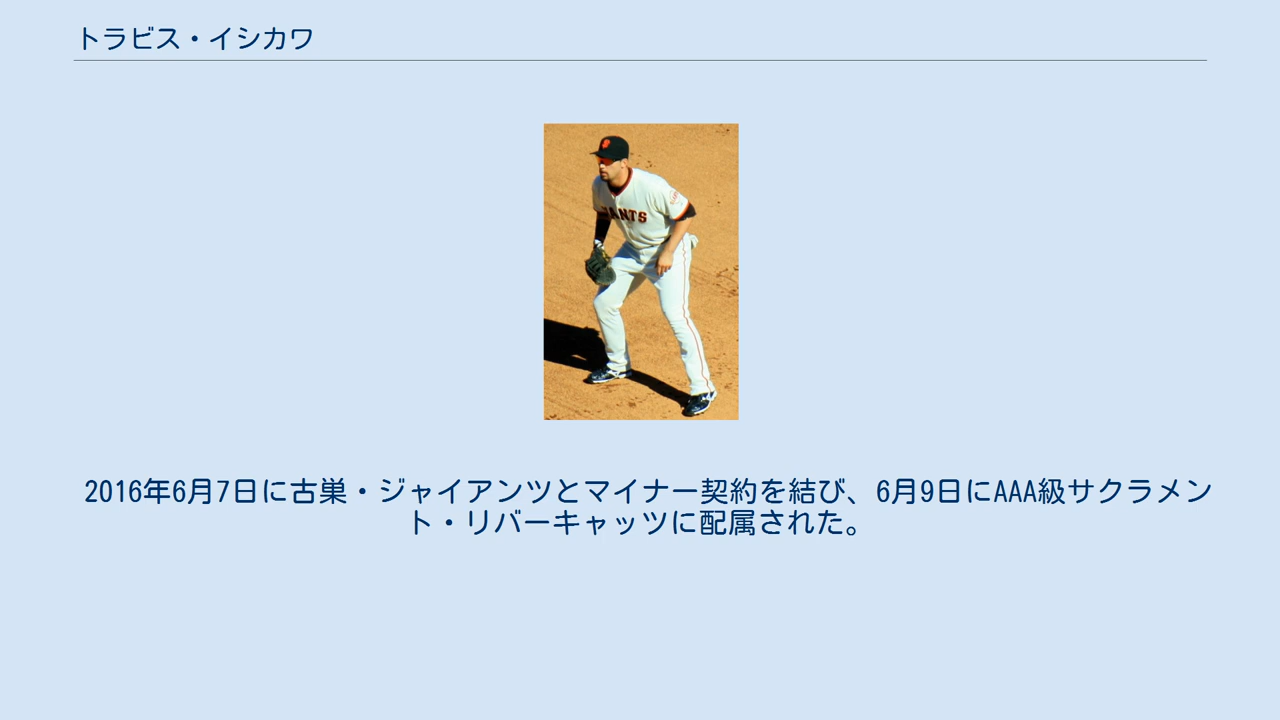 トラビス・イシカワ
GIANTS
2016年6月7日に古巣・ジャイアンツとマイナー契約を結び、6月9日にAAA級サクラメン
ト・リバーキャッツに配属された。